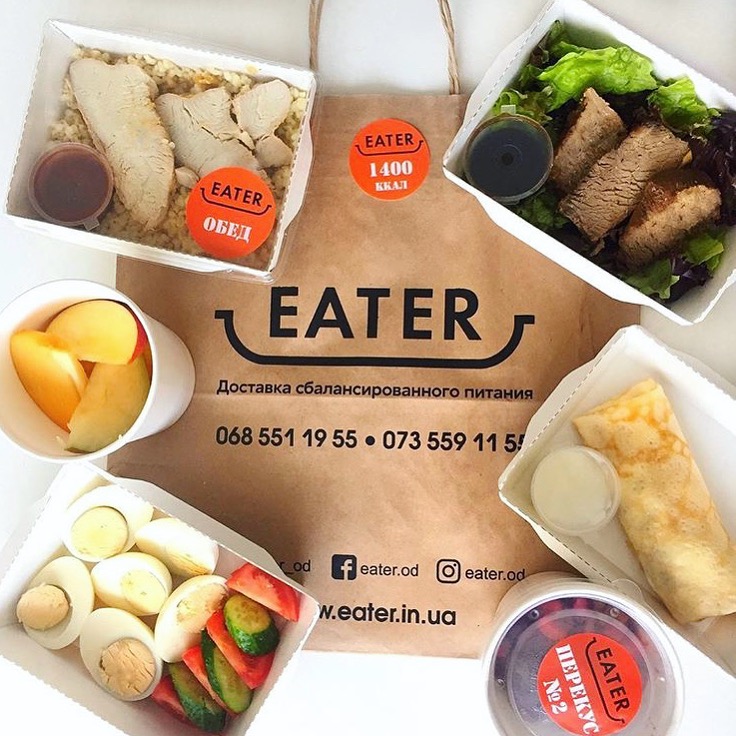 EATER
1400
ККАЛ
EATER
ОБЕД
EATER
Доставка сбалансированного питания
068 551 19 55 • 073 559 11 55
_od
eater.od
eater.od
.eater.in.ua
EATER
ПЕРЕКУС
№2